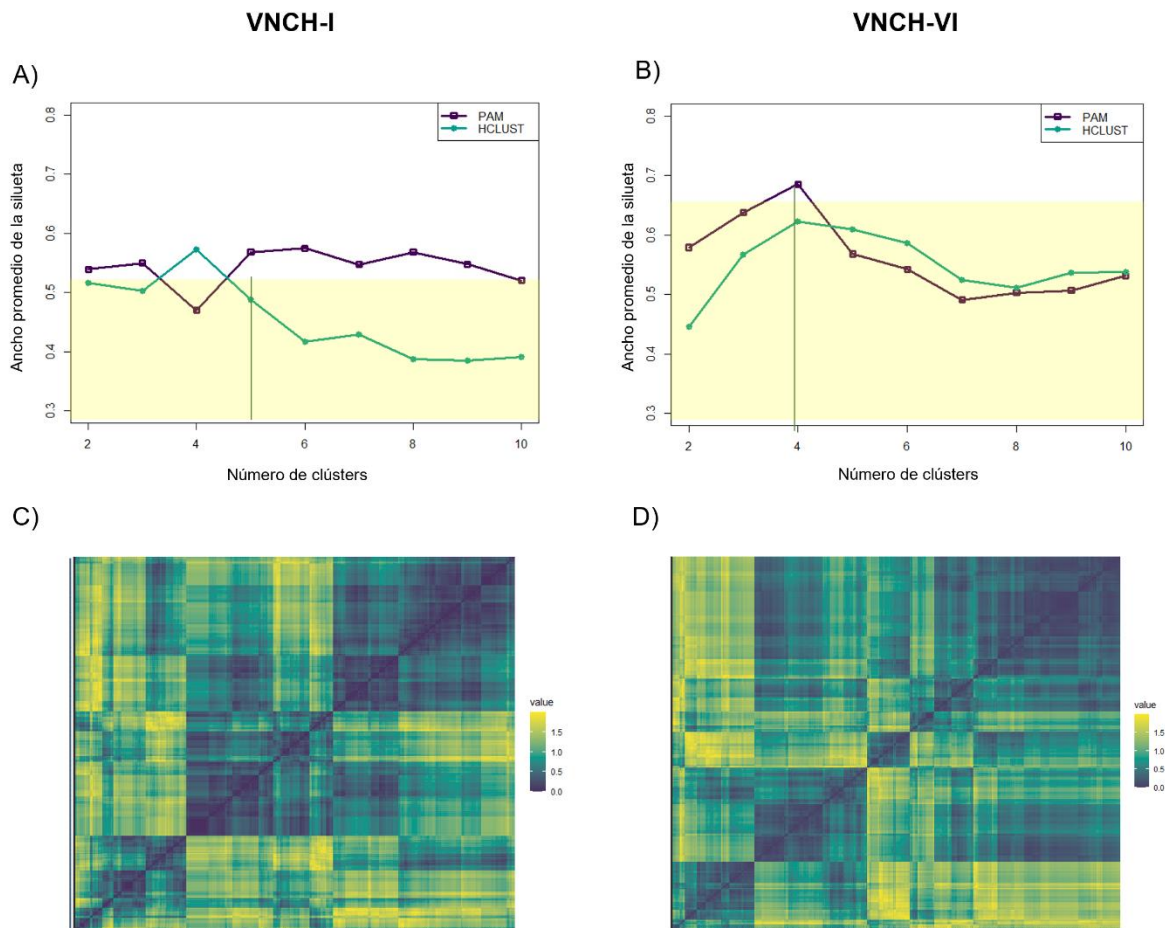 VNCH-I
VNCH-VI
A)
B)
PAM
HCLUST
Ancho promedio de la silueta
0.8
0.7
0.6
0.5
0.4
0.3
2
4
6
8
10
Número de clústers
PAM
HCLUST
Ancho promedio de la silueta
0.8
0.7
0.6
0.5
0.4
0.3
2
4
6
8
10
Número de clústers
C)
D)
value
1.5
1.0
0.5
0.0
value
1.5
1.0
0.5
0.0